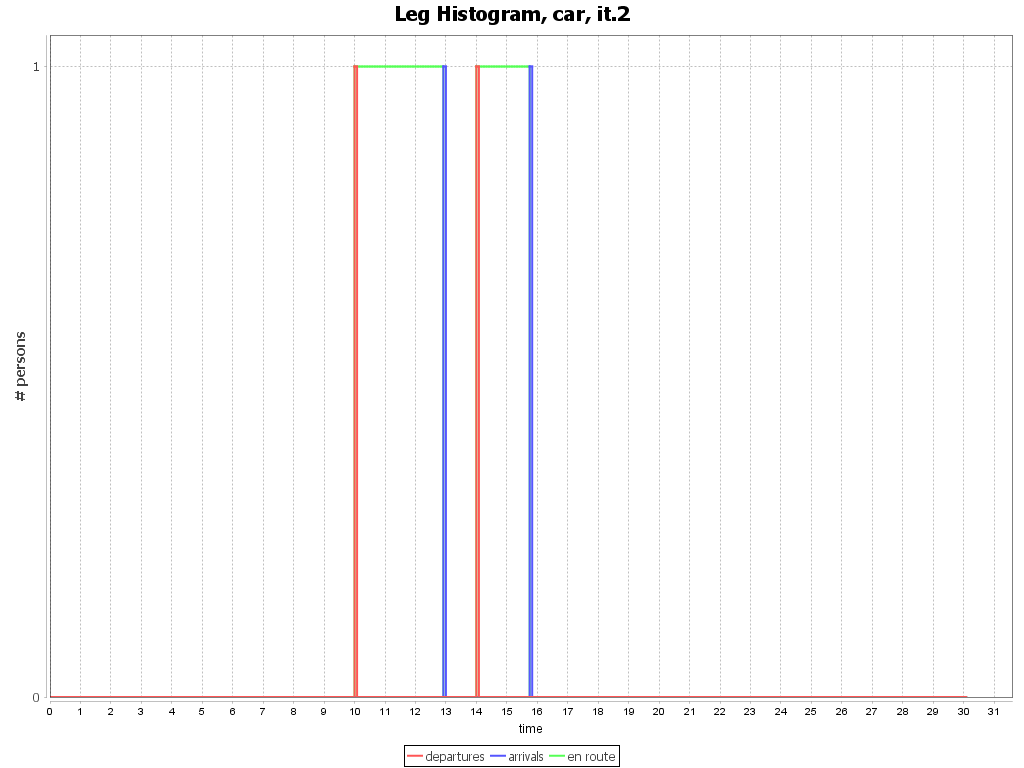 Leg Histogram, car, it.2
1
# persons
0
0 1 2 3 4 5 6 7 8 9 10 11 12 13 14 15 16 17 18 19 20 21 22 23 24 25 26 27 28 29 30 31
time
departures arrivals en route